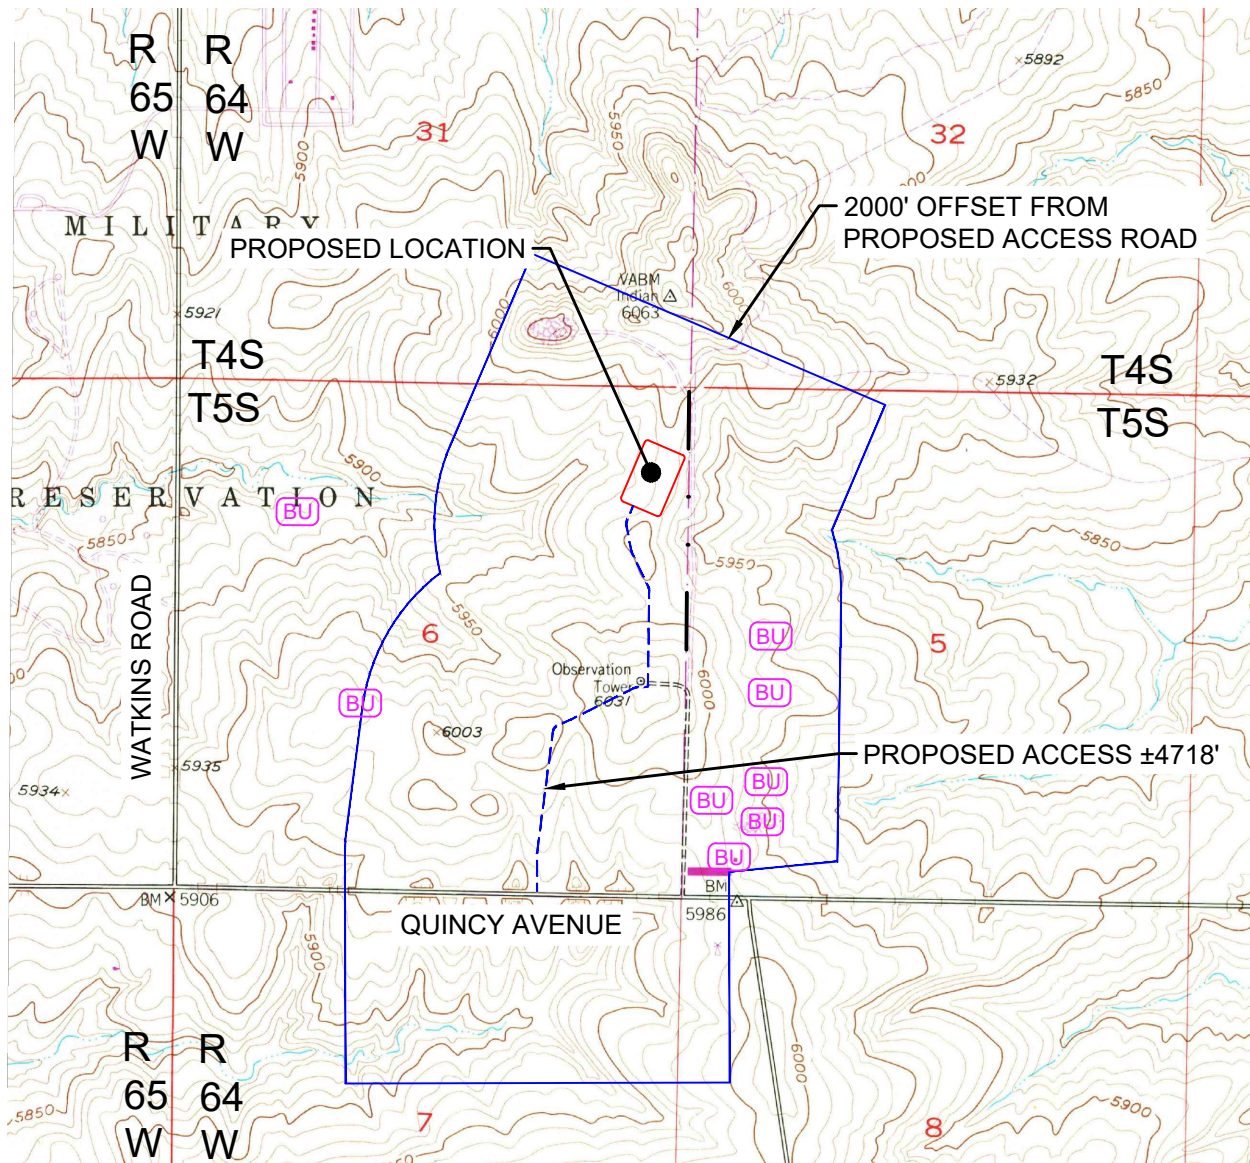 R R
65 64
W W
31
5950
5892
5850
32
5900
MILITARY
2000' OFFSET FROM
PROPOSED ACCESS ROAD
PROPOSED LOCATION
VABM
Indian
6063
6000
6000
5921
T4S
T4S
5932
T5S
T5S
5900
RESERVATION
BU
5850
5850
5950
WATKINS ROAD
5950
6
BU
5
Observation
Tower
6037
6000
BU
BU
6003
5935
PROPOSED ACCESS ±4718'
5934
BU
BU
BU
BU
BM 5906
BM
5986
QUINCY AVENUE
5900
6000
R R
65 64
W W
5850
5900
7
8